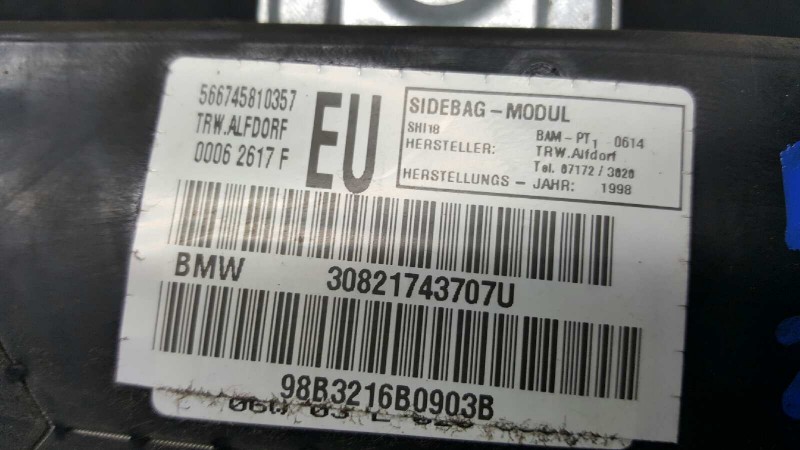 566745810357
TRW.ALFDORF
0006 2617 F
EU
SIDEBAG-MODUL
SHI18 BAM-PT1 0614
HERSTELLER: TRW.Alfdorf
Tel. 07172/3020
HERSTELLUNGS-JAHR: 1998
BMW 30821743707U
98B3216B0903B